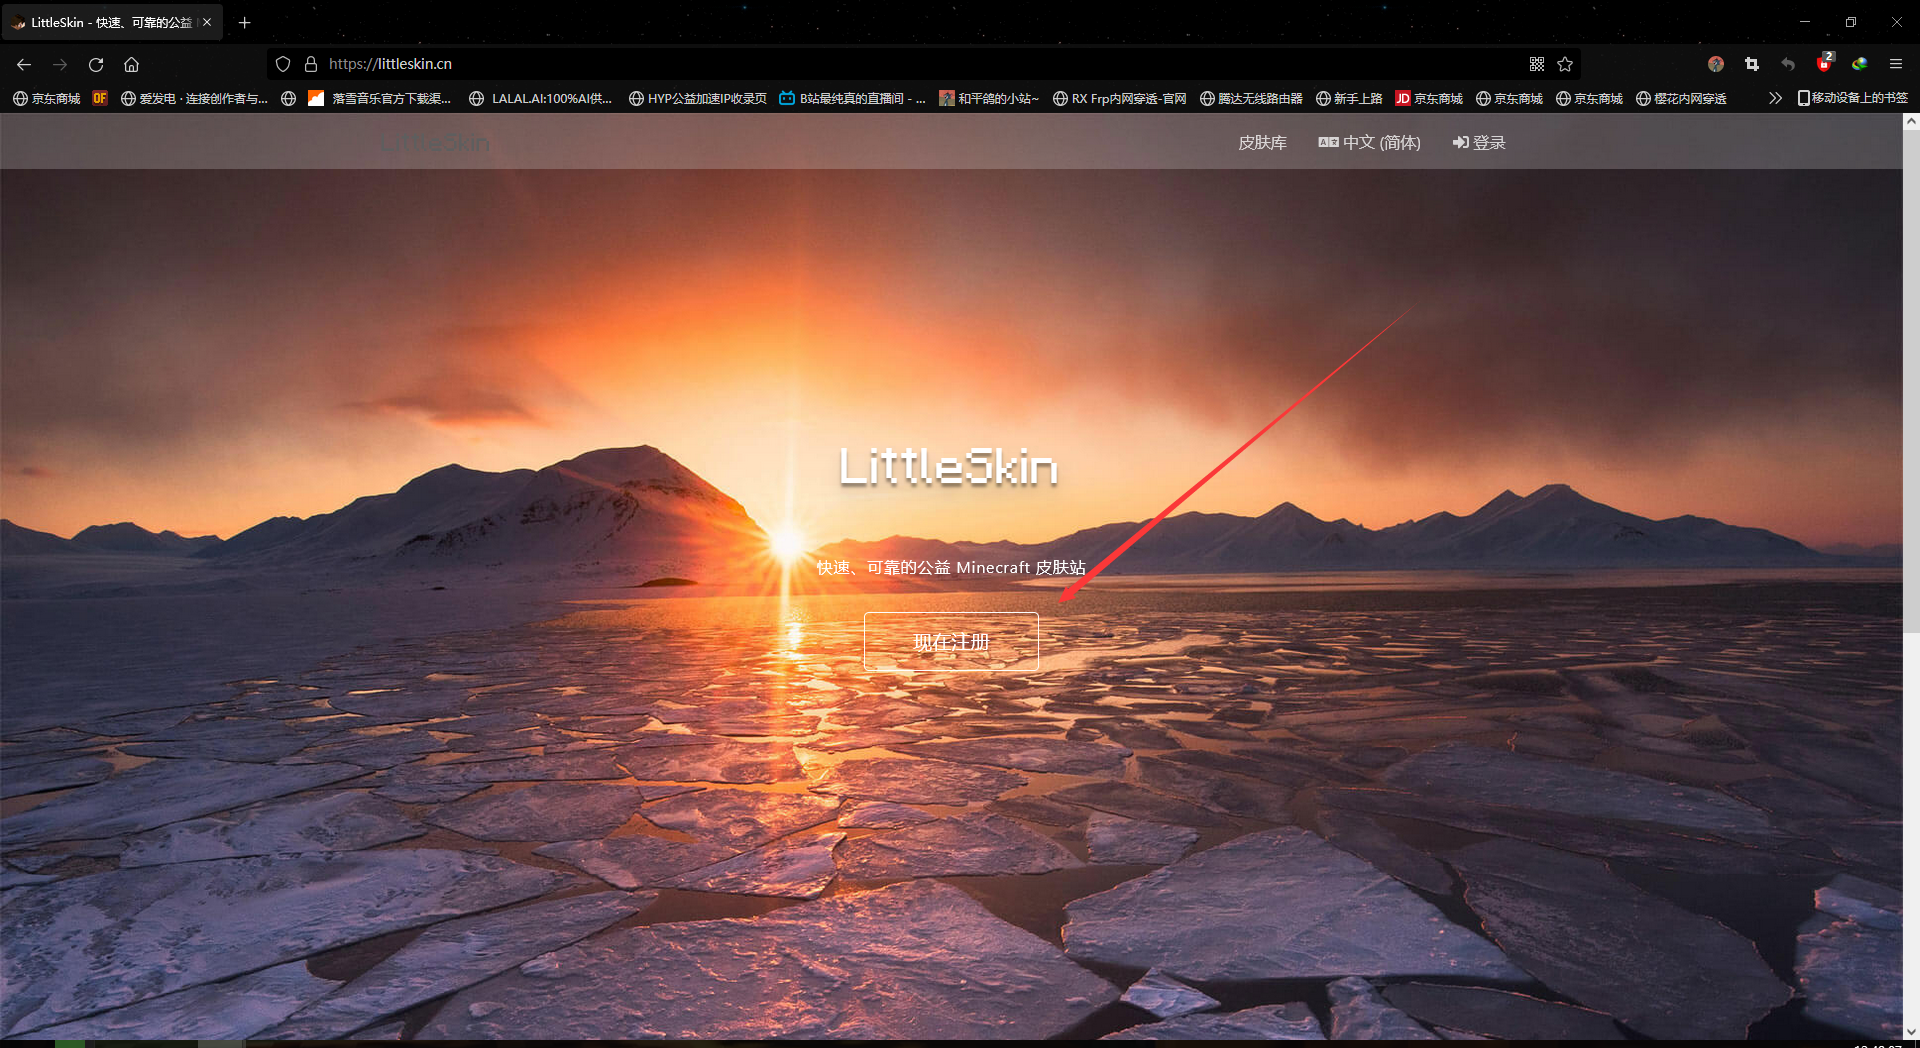 LittleSkin - 快速、可靠的公益
https://littleskin.cn
2
京东商城 OF 爱发电 · 连接创作者与... 落雪音乐官方下载渠... LALAL.AI:100%AI供... HYP公益加速IP收录页 B站最纯真的直播间 - ... 和平鸽的小站~ RX Frp内网穿透-官网 腾达无线路由器 新手上路 JD 京东商城 京东商城 京东商城 樱花内网穿透 移动设备上的书签
LittleSkin 皮肤库 中文 (简体) 登录
LittleSkin
快速、可靠的公益 Minecraft 皮肤站
现在注册